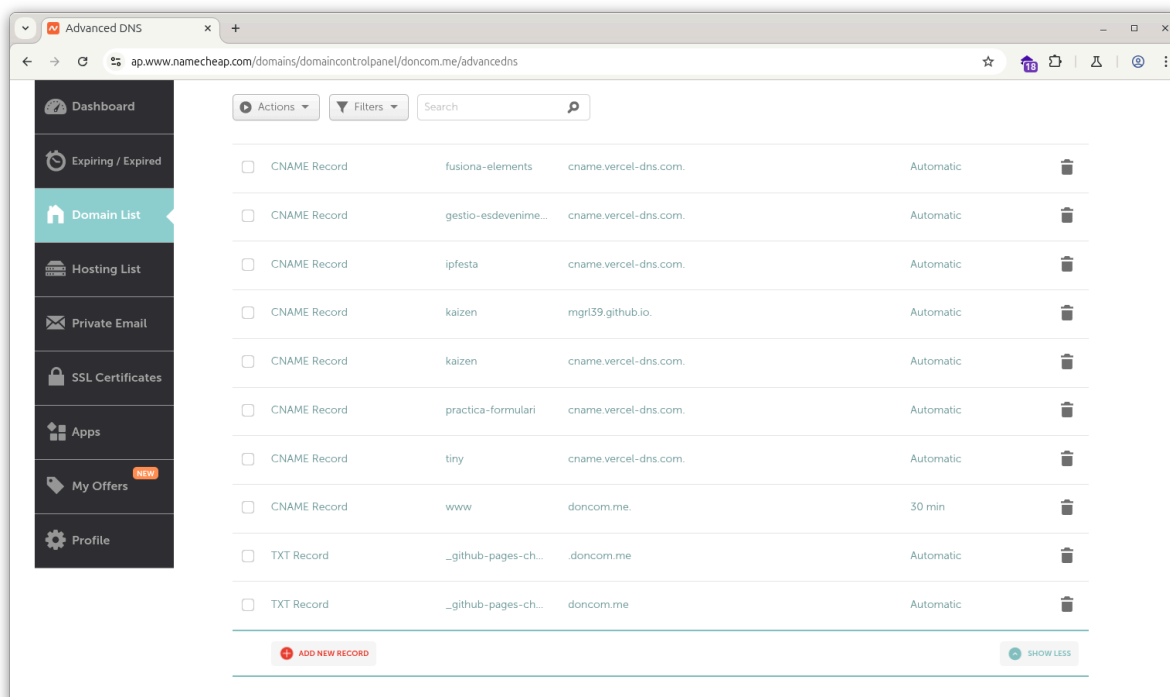 Advanced DNS
ap.www.namecheap.com/domains/domaincontrolpanel/doncom.me/advancedns
18
Dashboard
Expiring / Expired
Domain List
Hosting List
Private Email
SSL Certificates
Apps
NEW
My Offers
Profile
Actions Filters Search
CNAME Record fusiona-elements cname.vercel-dns.com. Automatic
CNAME Record gestio-esdevenime... cname.vercel-dns.com. Automatic
CNAME Record ipfesta cname.vercel-dns.com. Automatic
CNAME Record kaizen mgrl39.github.io. Automatic
CNAME Record kaizen cname.vercel-dns.com. Automatic
CNAME Record practica-formulari cname.vercel-dns.com. Automatic
CNAME Record tiny cname.vercel-dns.com. Automatic
CNAME Record www doncom.me. 30 min
TXT Record _github-pages-ch... .doncom.me Automatic
TXT Record _github-pages-ch... doncom.me Automatic
ADD NEW RECORD SHOW LESS